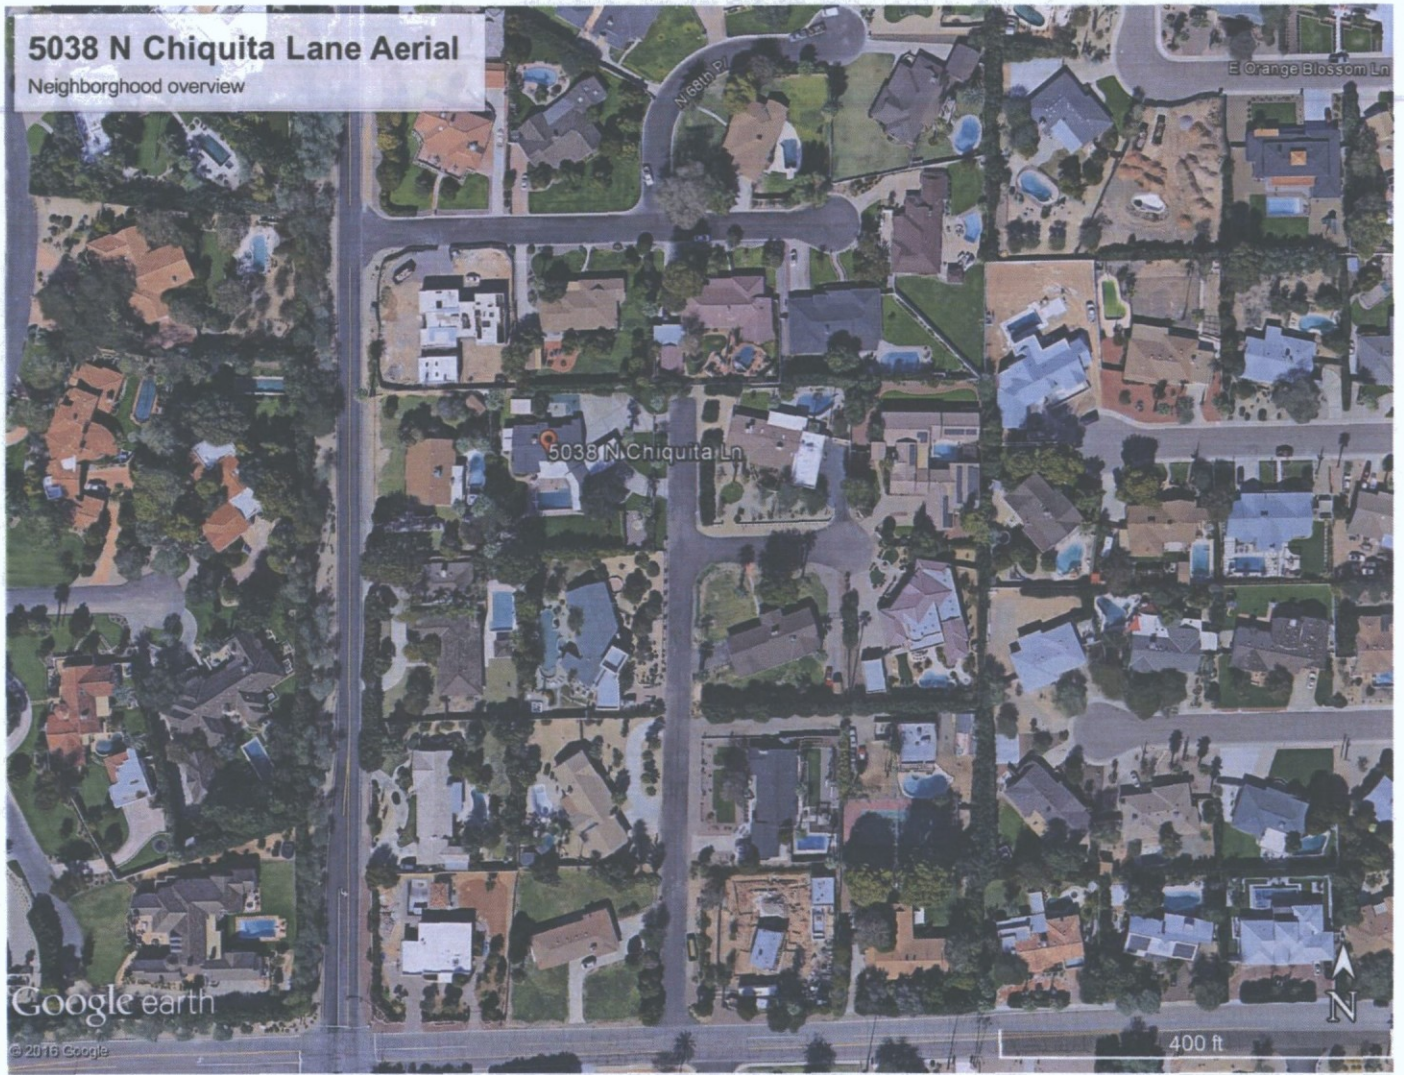 5038 N Chiquita Lane Aerial
Neighborghood overview
N 68th Pl
E Orange Blossom Ln
5038 N Chiquita Ln
Google earth
© 2016 Google
400 ft
N